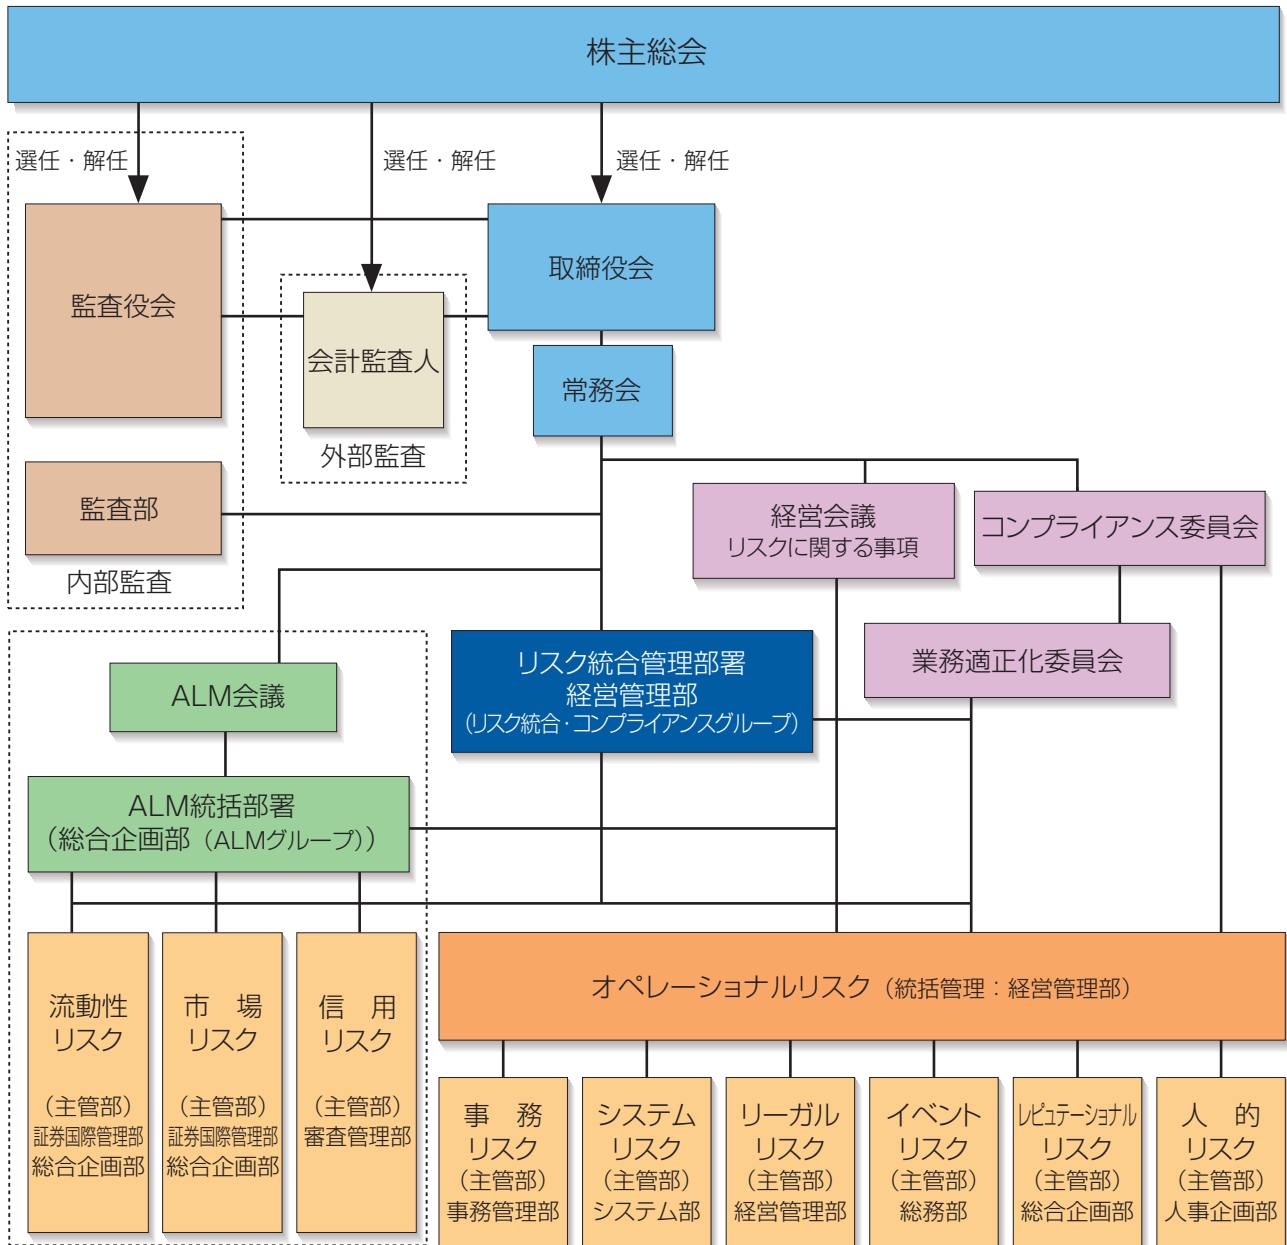 株主総会
選任・解任
選任・解任
選任・解任
監査役会
取締役会
会計監査人
外部監査
常務会
監査部
内部監査
経営会議
リスクに関する事項
コンプライアンス委員会
業務適正化委員会
リスク統合管理部署
経営管理部
(リスク統合・コンプライアンスグループ)
ALM会議
ALM統括部署
(総合企画部(ALMグループ))
流動性
リスク
(主管部)
証券国際管理部
総合企画部
市 場
リスク
(主管部)
証券国際管理部
総合企画部
信 用
リスク
(主管部)
審査管理部
オペレーショナルリスク(統括管理:経営管理部)
事 務
リスク
(主管部)
事務管理部
システム
リスク
(主管部)
システム部
リーガル
リスク
(主管部)
経営管理部
イベント
リスク
(主管部)
総務部
レピュテーショナル
リスク
(主管部)
総合企画部
人 的
リスク
(主管部)
人事企画部